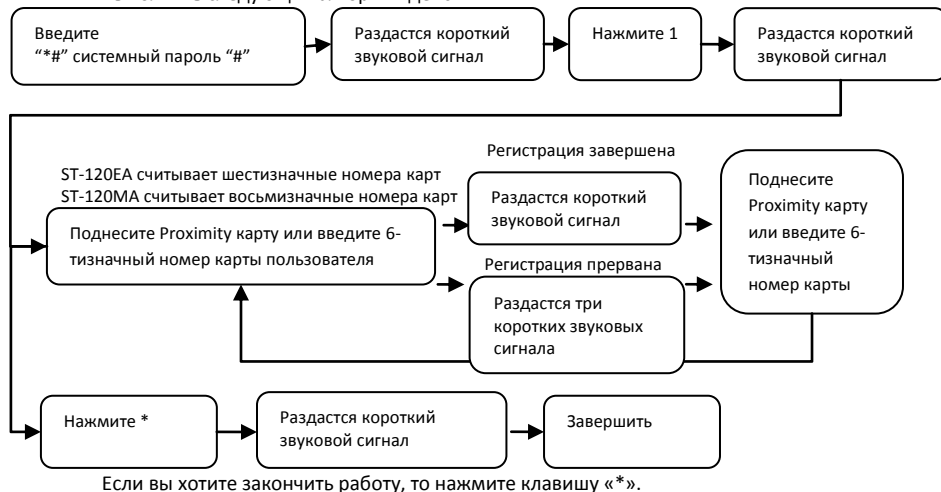 Введите
“*#” системный пароль “#”
Раздастся короткий
звуковой сигнал
Нажмите 1
Раздастся короткий
звуковой сигнал
ST-120EA считывает шестизначные номера карт
ST-120MA считывает восьмизначные номера карт
Поднесите Proximity карту или введите 6-
тизначный номер карты пользователя
Регистрация завершена
Раздастся короткий
звуковой сигнал
Регистрация прервана
Раздастся три
коротких звуковых
сигнала
Поднесите
Proximity карту
или введите 6-
тизначный
номер карты
Нажмите *
Раздастся короткий
звуковой сигнал
Завершить
Если вы хотите закончить работу, то нажмите клавишу «*».